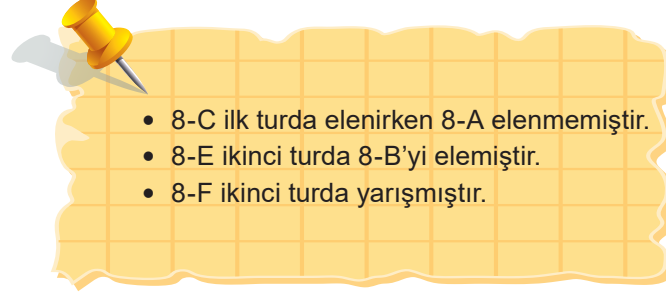 • 8-C ilk turda elenirken 8-A elenmemiştir.
• 8-E ikinci turda 8-B'yi elemiştir.
• 8-F ikinci turda yarışmıştır.